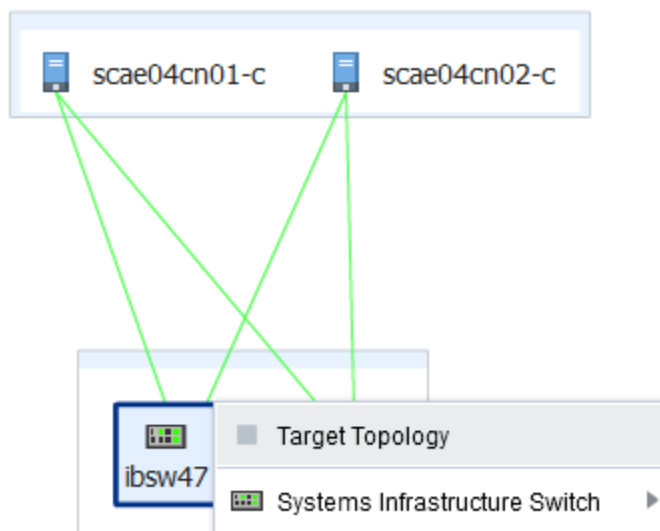 scae04cn01-c scae04cn02-c
ibsw47
Target Topology
Systems Infrastructure Switch